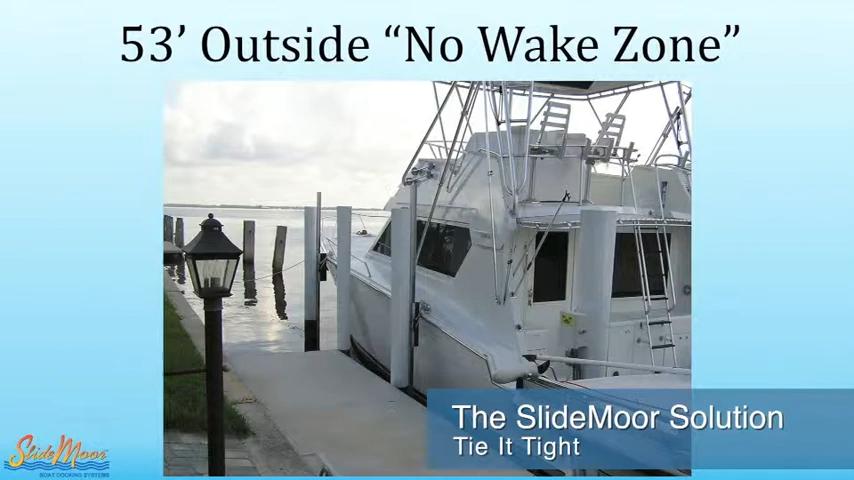 53’ Outside “No Wake Zone”
The SlideMoor Solution
Tie It Tight
SlideMoor
BOAT DOCKING SYSTEMS